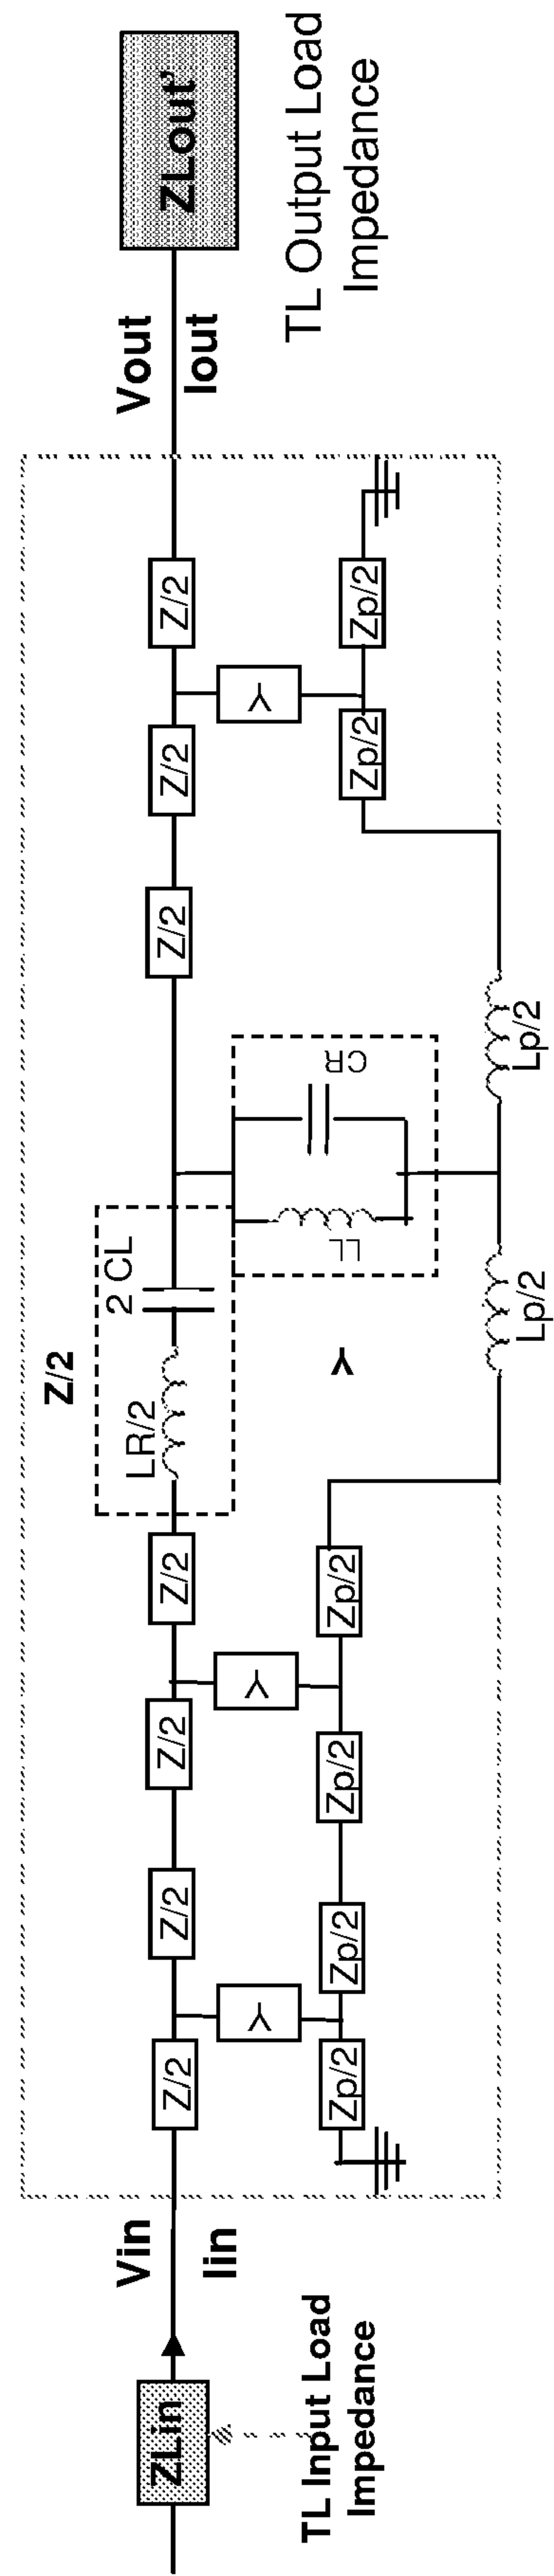 ZLin
TL Input Load
Impedance
Vin
Iin
Z/2
Z/2
Z/2
Z/2
Z/2
LR/2
2 CL
Z/2
Z/2
Z/2
Y
Y
Y
LL
CR
Y
Zp/2
Zp/2
Zp/2
Zp/2
Lp/2
Lp/2
Zp/2
Zp/2
Vout
Iout
ZLout'
TL Output Load
Impedance